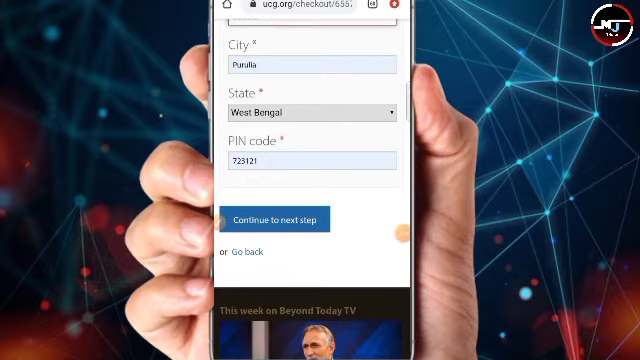 ucg.org/checkout/655
City *
Purulia
State *
West Bengal
PIN code *
723121
Continue to next step
or Go back
This week on Beyond Today TV